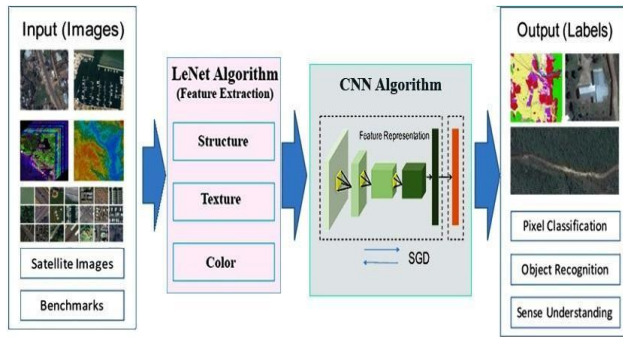 Input (Images)
Satellite Images
Benchmarks
LeNet Algorithm
(Feature Extraction)
Structure
Texture
Color
CNN Algorithm
Feature Representation
SGD
Output (Labels)
Pixel Classification
Object Recognition
Sense Understanding